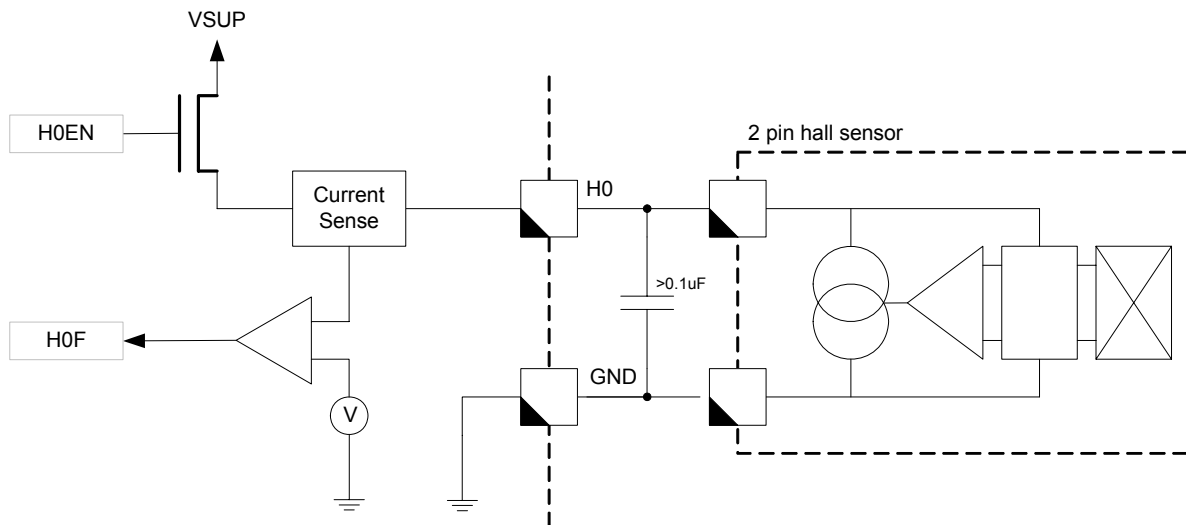 VSUP
H0EN
2 pin hall sensor
Current
Sense
H0
>0.1uF
H0F
GND
V